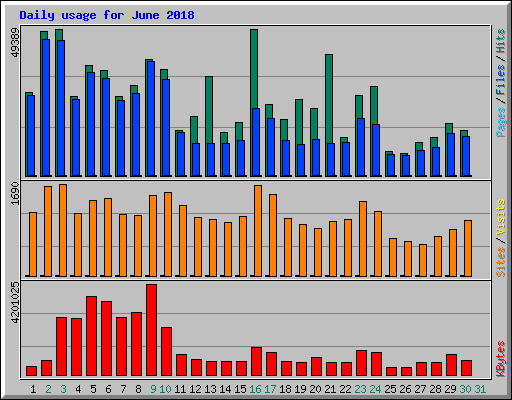 Daily usage for June 2018
49389
Pages / Files / Hits
1690
Sites / Visits
4201025
KBytes
1 2 3 4 5 6 7 8 9 10 11 12 13 14 15 16 17 18 19 20 21 22 23 24 25 26 27 28 29 30 31